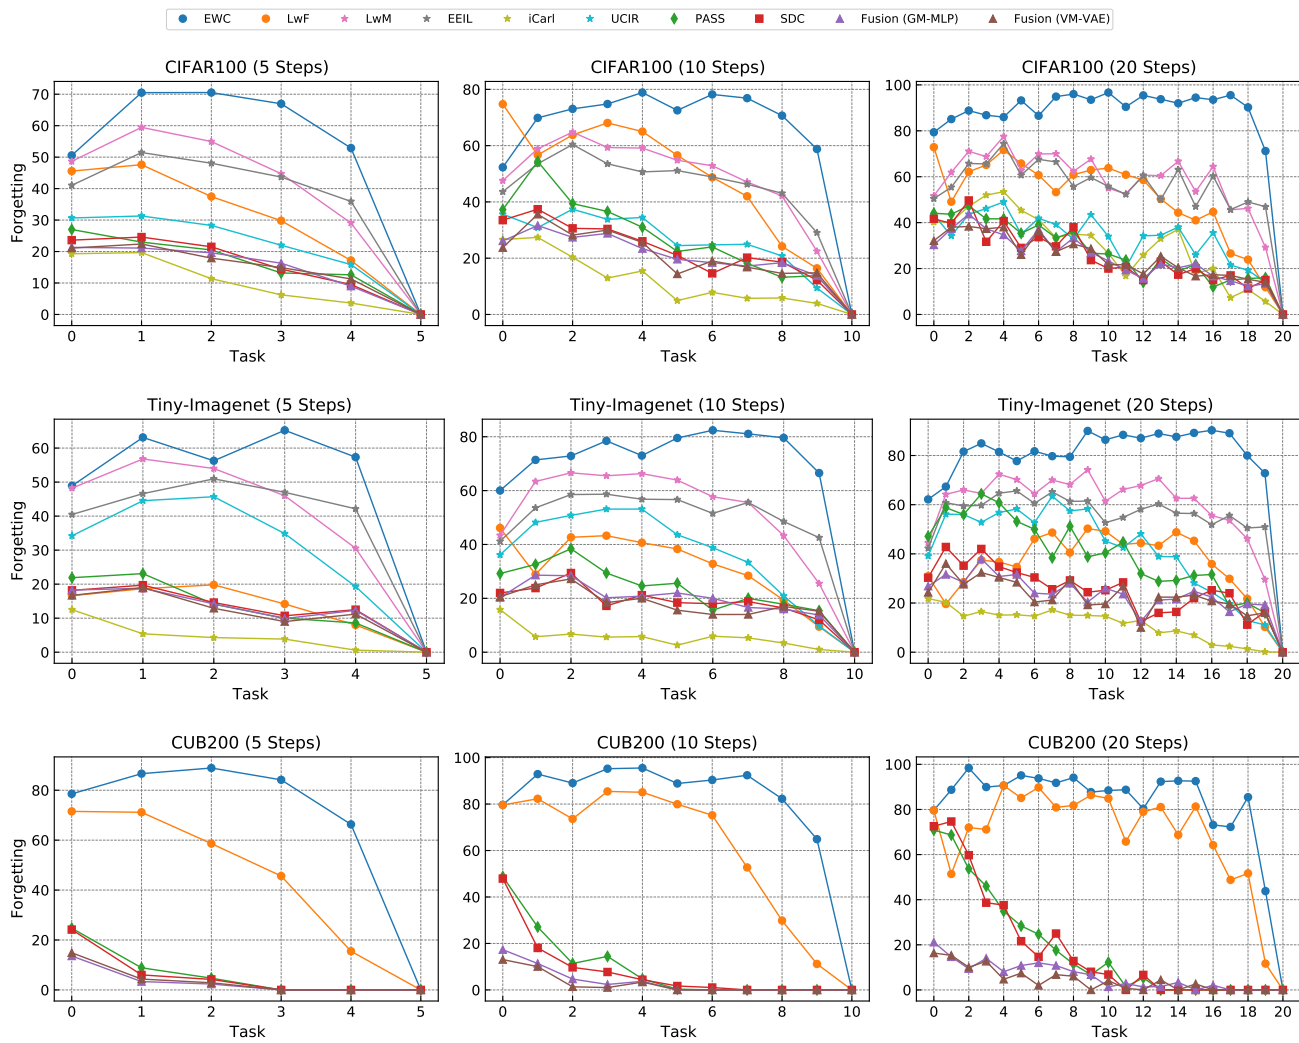 EWC LwF LwM EEIL iCarl UCIR PASS SDC Fusion (GM-MLP) Fusion (VM-VAE)
CIFAR100 (5 Steps) CIFAR100 (10 Steps) CIFAR100 (20 Steps)
Forgetting
70
60
50
40
30
20
10
0
0 1 2 3 4 5
Task
80
60
40
20
0
0 2 4 6 8 10
Task
100
80
60
40
20
0
0 2 4 6 8 10 12 14 16 18 20
Task
Tiny-Imagenet (5 Steps) Tiny-Imagenet (10 Steps) Tiny-Imagenet (20 Steps)
Forgetting
60
50
40
30
20
10
0
0 1 2 3 4 5
Task
80
60
40
20
0
0 2 4 6 8 10
Task
80
60
40
20
0
0 2 4 6 8 10 12 14 16 18 20
Task
CUB200 (5 Steps) CUB200 (10 Steps) CUB200 (20 Steps)
Forgetting
80
60
40
20
0
0 1 2 3 4 5
Task
100
80
60
40
20
0
0 2 4 6 8 10
Task
100
80
60
40
20
0
0 2 4 6 8 10 12 14 16 18 20
Task